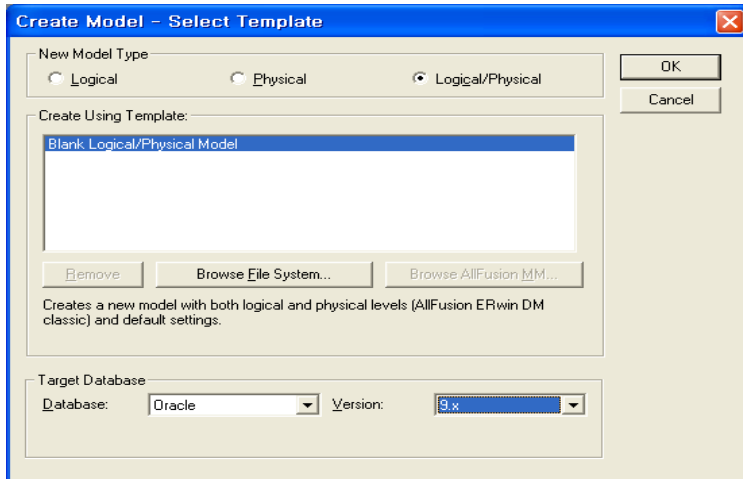 Create Model - Select Template
New Model Type
Logical
Physical
Logical/Physical
OK
Cancel
Create Using Template:
Blank Logical/Physical Model
Remove
Browse File System...
Browse AllFusion MM...
Creates a new model with both logical and physical levels (AllFusion ERwin DM
classic) and default settings.
Target Database
Database:
Oracle
Version:
9.x